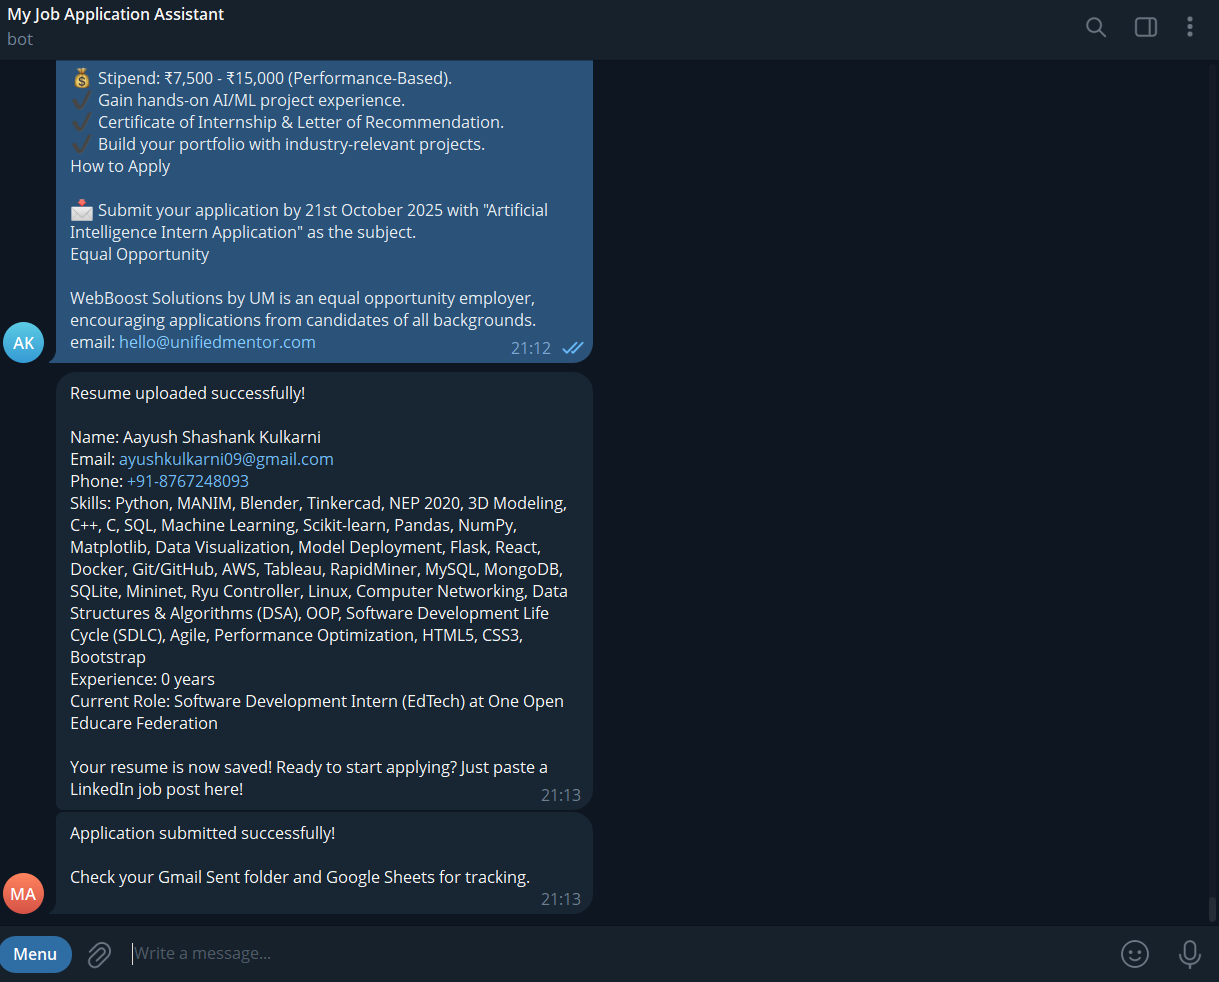 My Job Application Assistant
bot
💰 Stipend: ₹7,500 - ₹15,000 (Performance-Based).
✔ Gain hands-on AI/ML project experience.
✔ Certificate of Internship & Letter of Recommendation.
✔ Build your portfolio with industry-relevant projects.
How to Apply
📩 Submit your application by 21st October 2025 with "Artificial
Intelligence Intern Application" as the subject.
Equal Opportunity
WebBoost Solutions by UM is an equal opportunity employer,
encouraging applications from candidates of all backgrounds.
email: hello@unifiedmentor.com
21:12
AK
Resume uploaded successfully!
Name: Aayush Shashank Kulkarni
Email: ayushkulkarni09@gmail.com
Phone: +91-8767248093
Skills: Python, MANIM, Blender, Tinkercad, NEP 2020, 3D Modeling,
C++, C, SQL, Machine Learning, Scikit-learn, Pandas, NumPy,
Matplotlib, Data Visualization, Model Deployment, Flask, React,
Docker, Git/GitHub, AWS, Tableau, RapidMiner, MySQL, MongoDB,
SQLite, Mininet, Ryu Controller, Linux, Computer Networking, Data
Structures & Algorithms (DSA), OOP, Software Development Life
Cycle (SDLC), Agile, Performance Optimization, HTML5, CSS3,
Bootstrap
Experience: 0 years
Current Role: Software Development Intern (EdTech) at One Open
Educare Federation
Your resume is now saved! Ready to start applying? Just paste a
LinkedIn job post here!
21:13
Application submitted successfully!
Check your Gmail Sent folder and Google Sheets for tracking.
21:13
MA
Menu
Write a message...